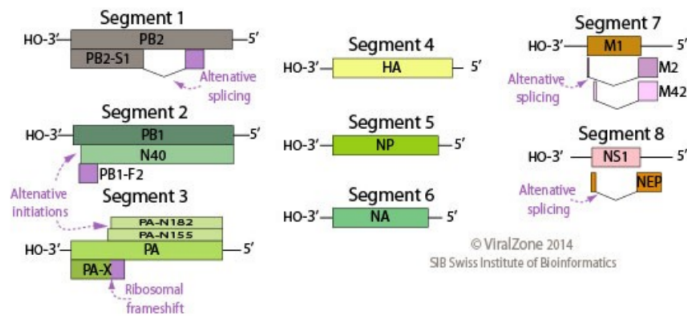 Segment 1
HO-3’ PB2 5’
PB2-S1
Altenative
splicing
Segment 2
HO-3’ PB1 5’
N40
PB1-F2
Altenative
initiations
Segment 3
PA-N182
PA-N155
HO-3’ PA 5’
PA-X
Ribosomal
frameshift
Segment 4
HO-3’ HA 5’
Segment 5
HO-3’ NP 5’
Segment 6
HO-3’ NA 5’
Segment 7
HO-3’ M1 5’
M2
M42
Altenative
splicing
Segment 8
HO-3’ NS1 5’
NEP
Altenative
splicing
© ViralZone 2014
SIB Swiss Institute of Bioinformatics